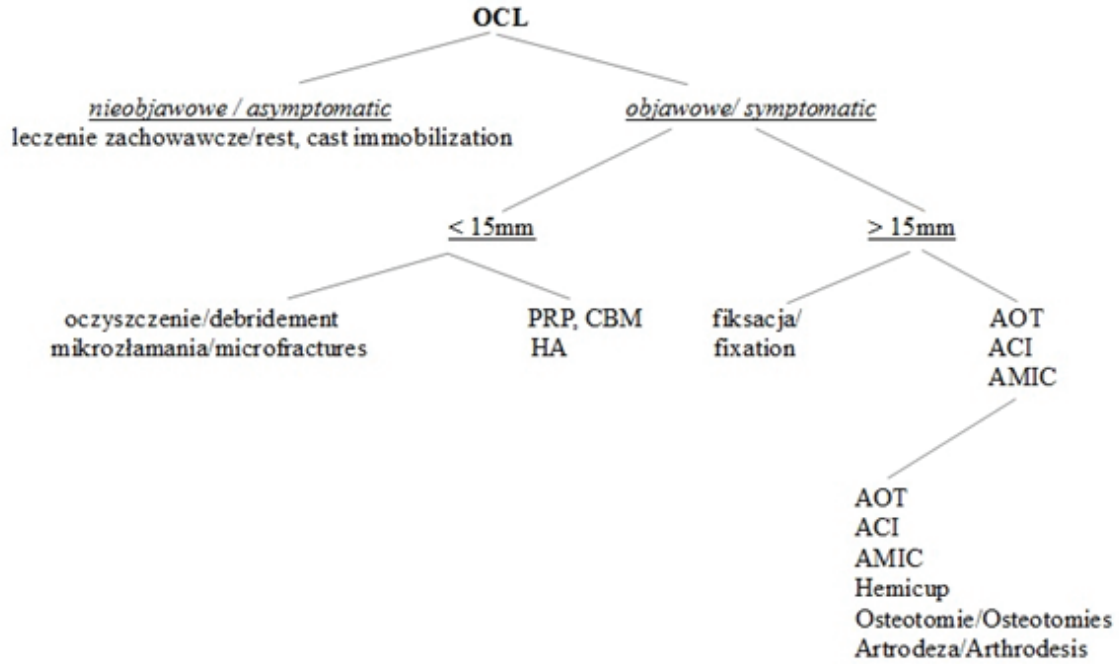 OCL
nieobjawowe / asymptomatic
leczenie zachowawcze/rest, cast immobilization
objawowe/ symptomatic
< 15mm
> 15mm
oczyszczenie/debridement
mikrozłamania/microfractures
PRP, CBM
HA
fiksacja/
fixation
AOT
ACI
AMIC
AOT
ACI
AMIC
Hemicup
Osteotomie/Osteotomies
Artrodeza/Arthrodesis